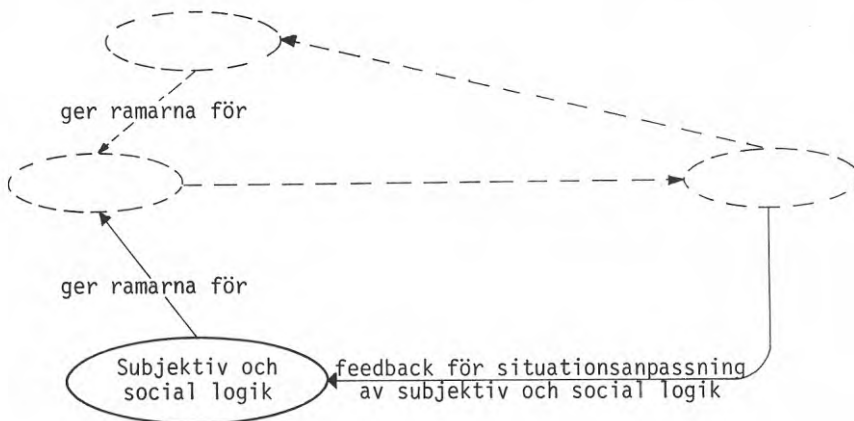 ger ramarna för
ger ramarna för
Subjektiv och
social logik
feedback för situationsanpassning
av subjektiv och social logik